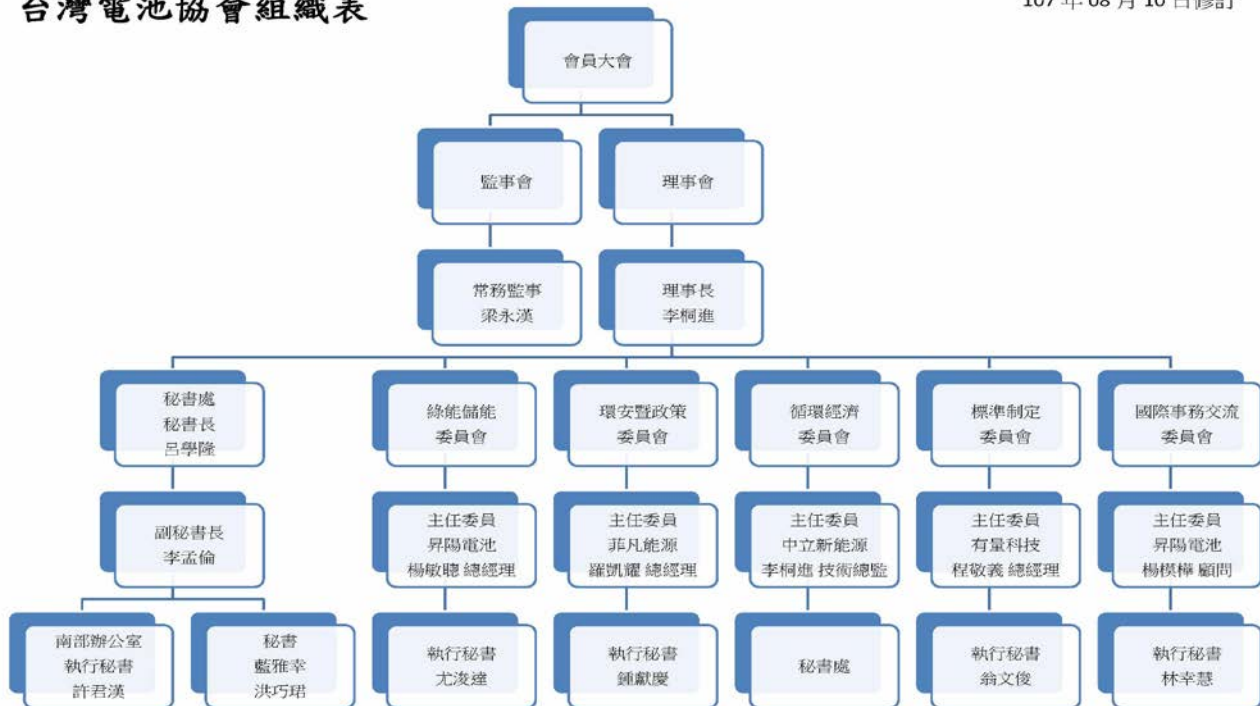 台灣電池協會組織表
107 年 08 月 10 日修訂
會員大會
監事會
理事會
常務監事
梁永漢
理事長
李桐進
秘書處
秘書長
呂學隆
綠能儲能
委員會
環安暨政策
委員會
循環經濟
委員會
標準制定
委員會
國際事務交流
委員會
副秘書長
李孟倫
主任委員
昇陽電池
楊敏聰 總經理
主任委員
菲凡能源
羅凱耀 總經理
主任委員
中立新能源
李桐進 技術總監
主任委員
有量科技
程敬義 總經理
主任委員
昇陽電池
楊模樺 顧問
南部辦公室
執行秘書
許君漢
秘書
藍雅幸
洪巧珺
執行秘書
尤浚達
執行秘書
鍾獻慶
秘書處
執行秘書
翁文俊
執行秘書
林幸慧